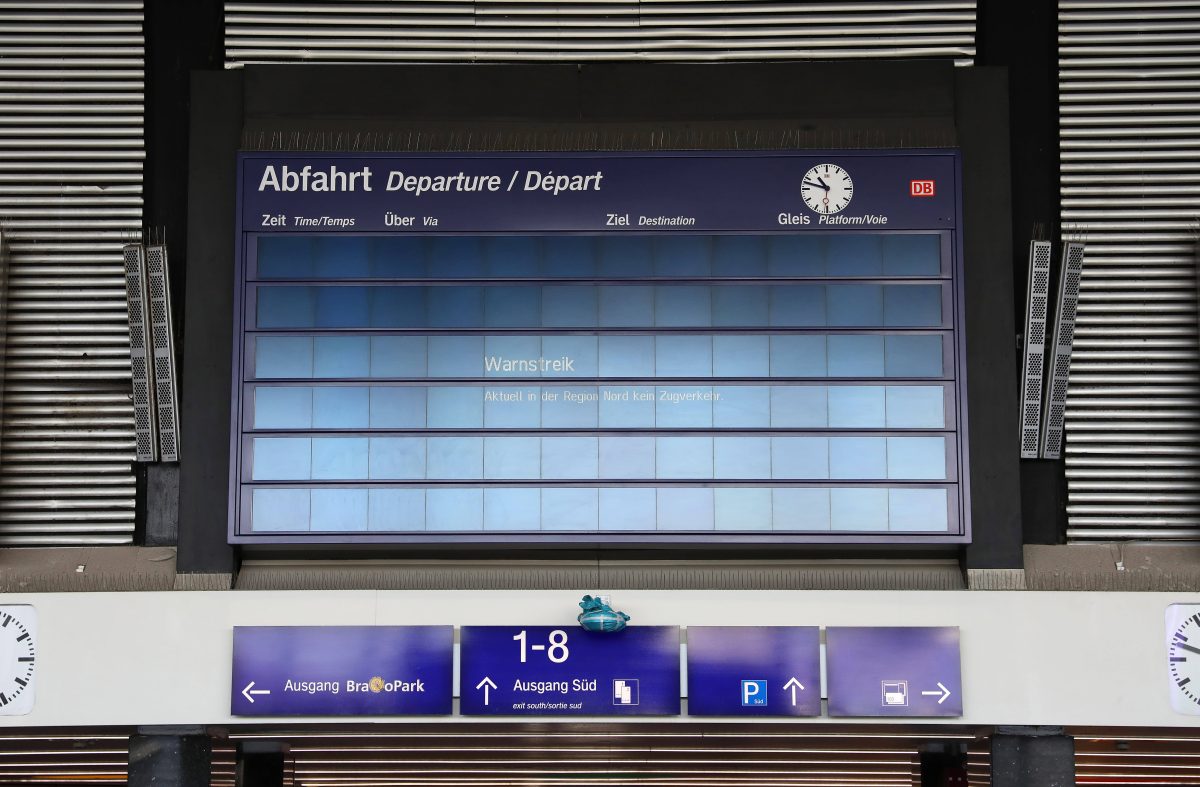 Abfahrt Departure / Départ
DB
Zeit Time/Temps Über Via Ziel Destination Gleis Platform/Voie
Warnstreik
Aktuell in der Region Nord kein Zugverkehr.
1-8
Ausgang BraWoPark
Ausgang Süd
exit south/sortie sud
P
Süd